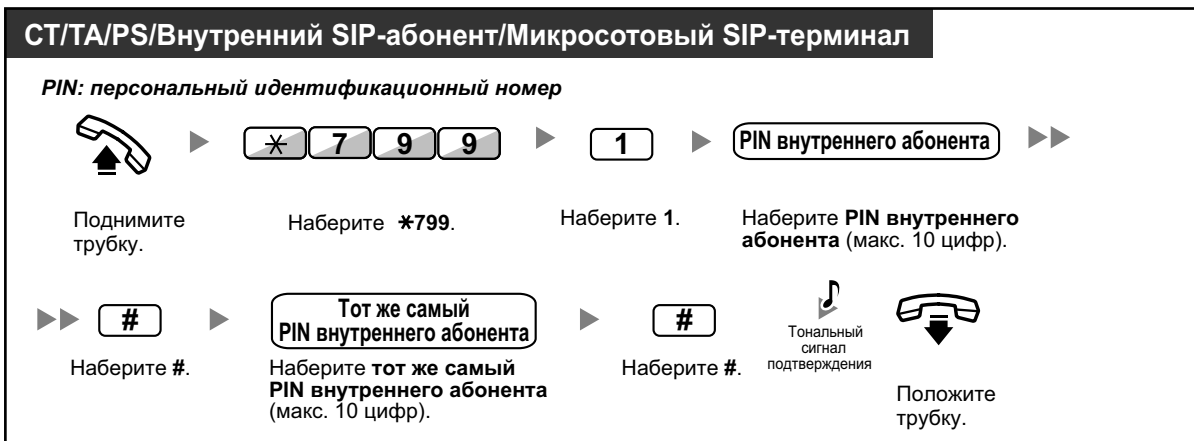 СТ/ТА/PS/Внутренний SIP-абонент/Микросотовый SIP-терминал
PIN: персональный идентификационный номер
* 7 9 9
1
PIN внутреннего абонента
Поднимите
трубку.
Наберите *799.
Наберите 1.
Наберите PIN внутреннего
абонента (макс. 10 цифр).
#
Тот же самый
PIN внутреннего абонента
#
Тональный
сигнал
подтверждения
Наберите #.
Наберите тот же самый
PIN внутреннего абонента
(макс. 10 цифр).
Наберите #.
Положите
трубку.